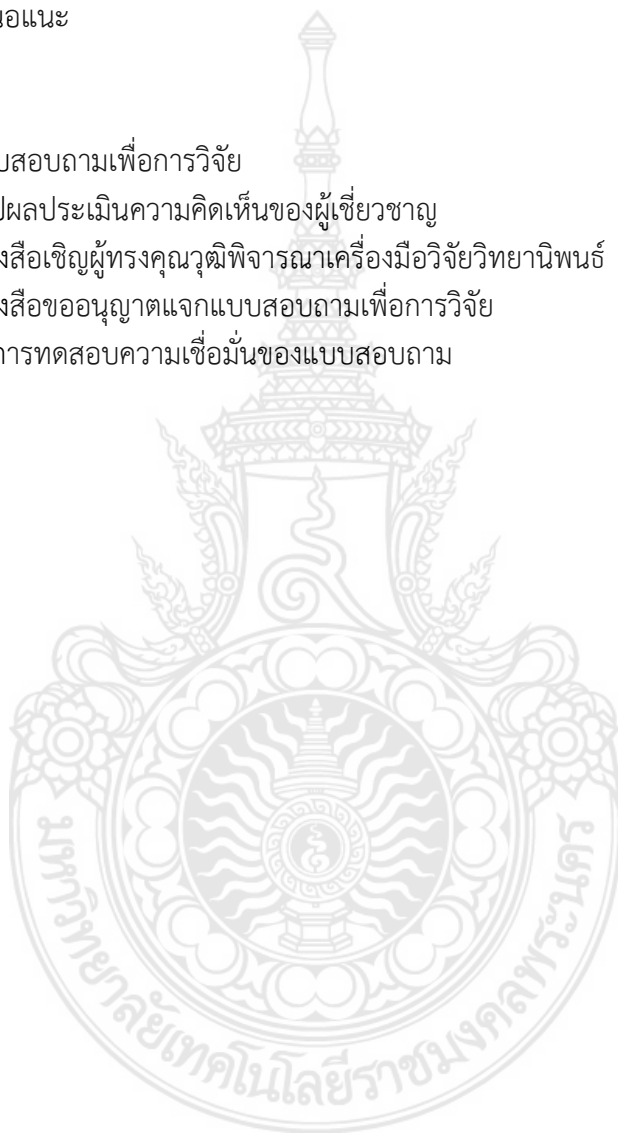 นอแนะ
บสอบถามเพื่อการวิจัย
ปผลประเมินความคิดเห็นของผู้เชี่ยวชาญ
งสือเชิญผู้ทรงคุณวุฒิพิจารณาเครื่องมือวิจัยวิทยานิพนธ์
งสือขออนุญาตแจกแบบสอบถามเพื่อการวิจัย
การทดสอบความเชื่อมั่นของแบบสอบถาม
มหาวิทยาลัยเทคโนโลยีราชมงคลพระนคร